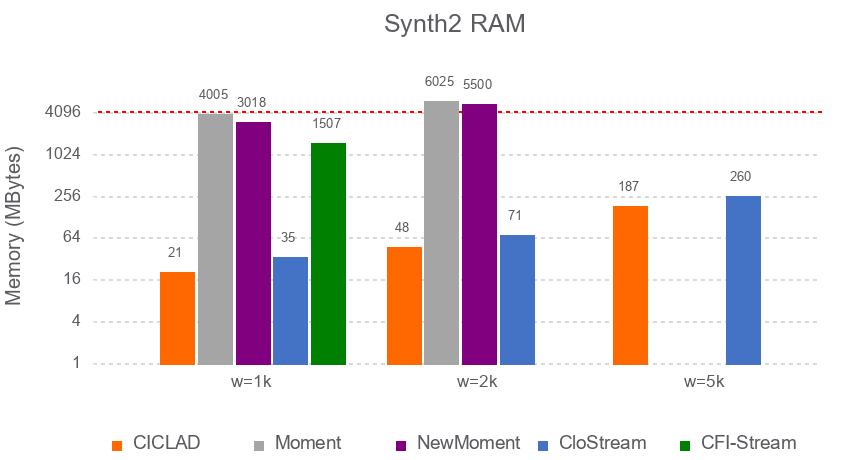 Synth2 RAM
Memory (MBytes)
4096
1024
256
64
16
4
1
21
4005
3018
35
1507
48
6025
5500
71
187
260
w=1k
w=2k
w=5k
CICLAD
Moment
NewMoment
CloStream
CFI-Stream